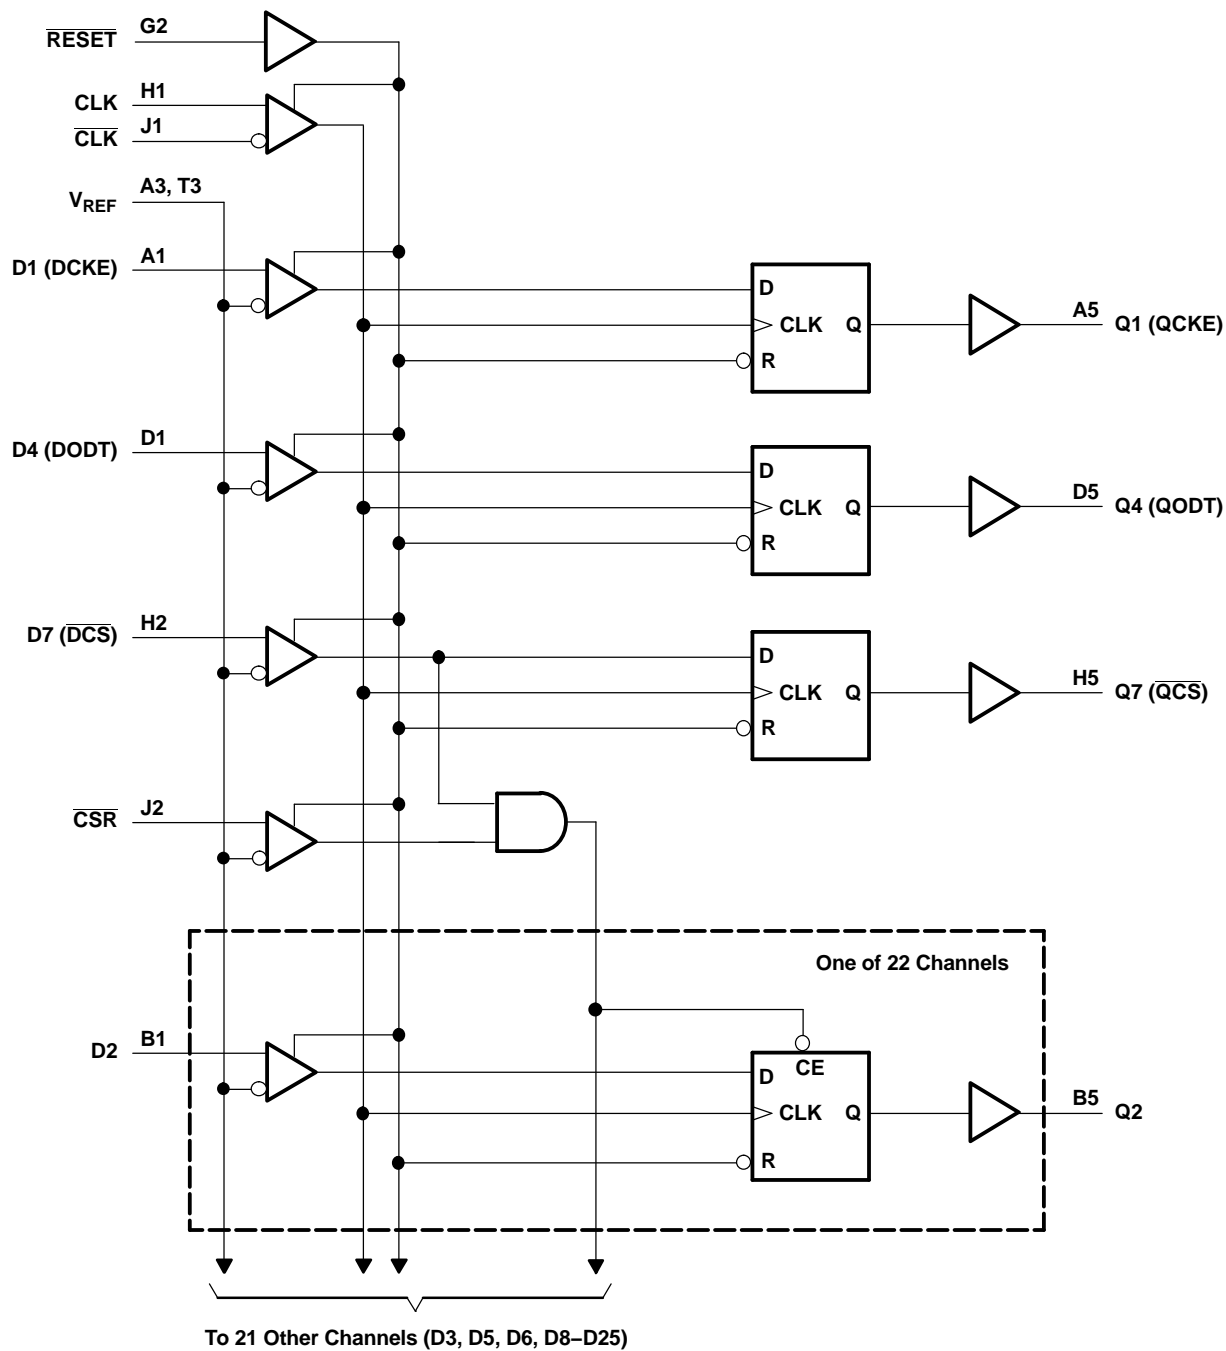 RESET G2
CLK H1
CLK J1
VREF A3, T3
D1 (DCKE) A1
D
CLK Q
R
A5 Q1 (QCKE)
D4 (DODT) D1
D
CLK Q
R
D5 Q4 (QODT)
D7 (DCS) H2
D
CLK Q
R
H5 Q7 (QCS)
CSR J2
One of 22 Channels
D2 B1
CE
D
CLK Q
R
B5 Q2
To 21 Other Channels (D3, D5, D6, D8–D25)